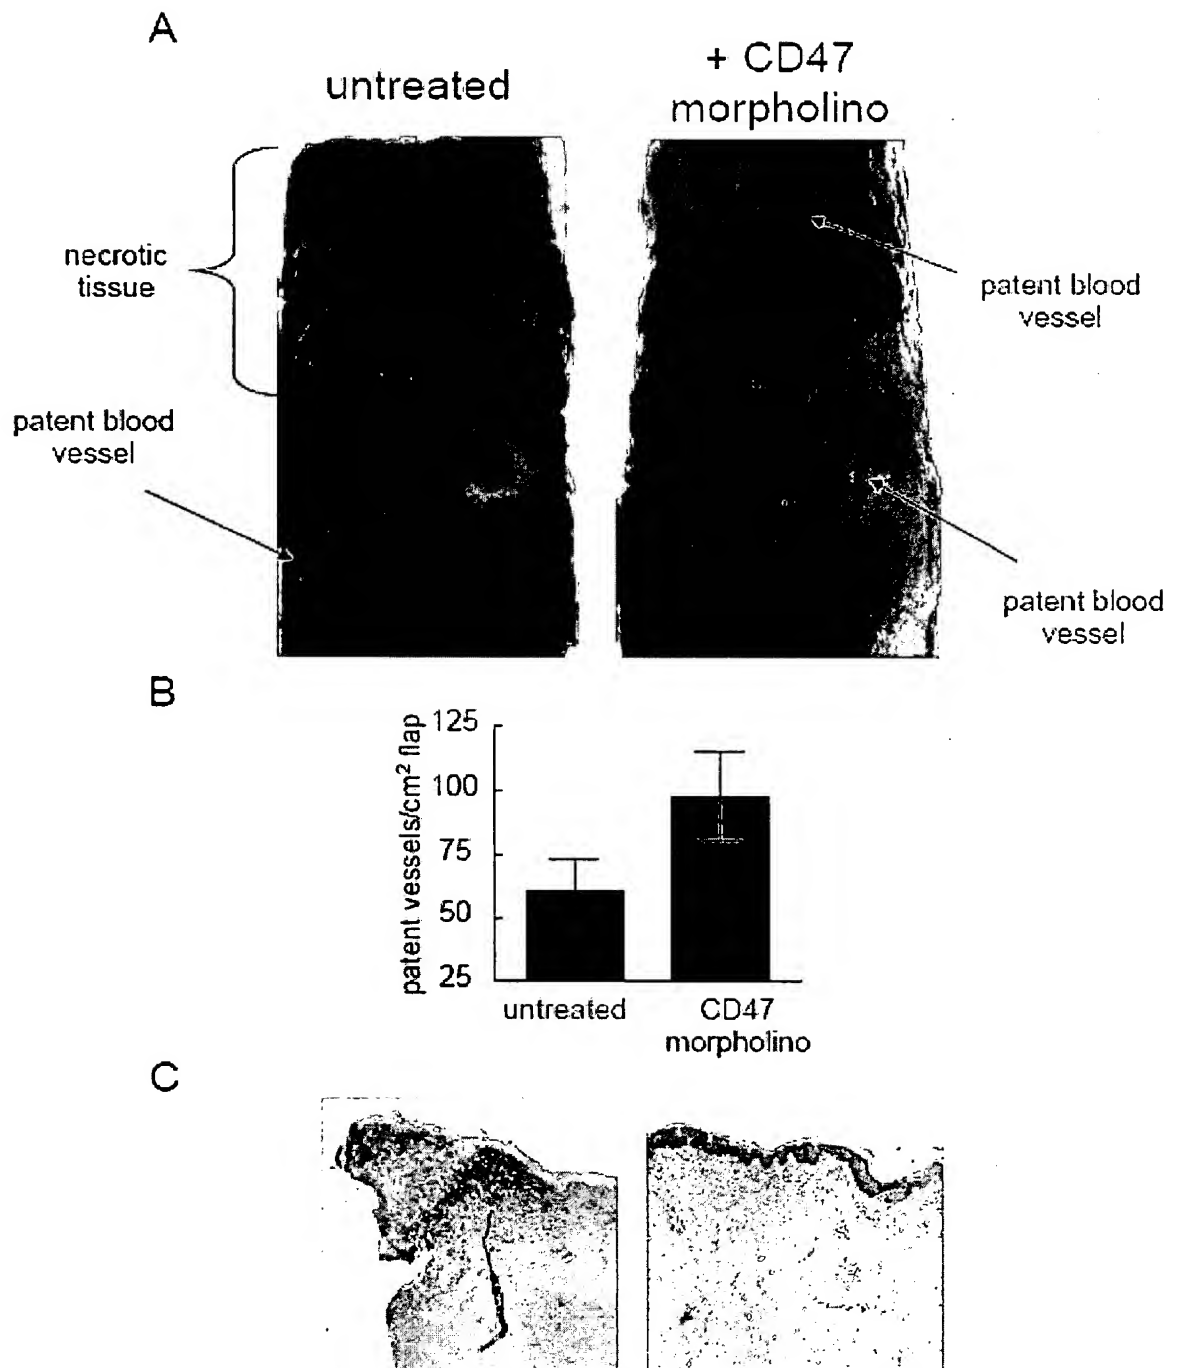 A
untreated
+ CD47
morpholino
necrotic
tissue
patent blood
vessel
patent blood
vessel
patent blood
vessel
B
patent vessels/cm² flap
125
100
75
50
25
untreated
CD47
morpholino
C